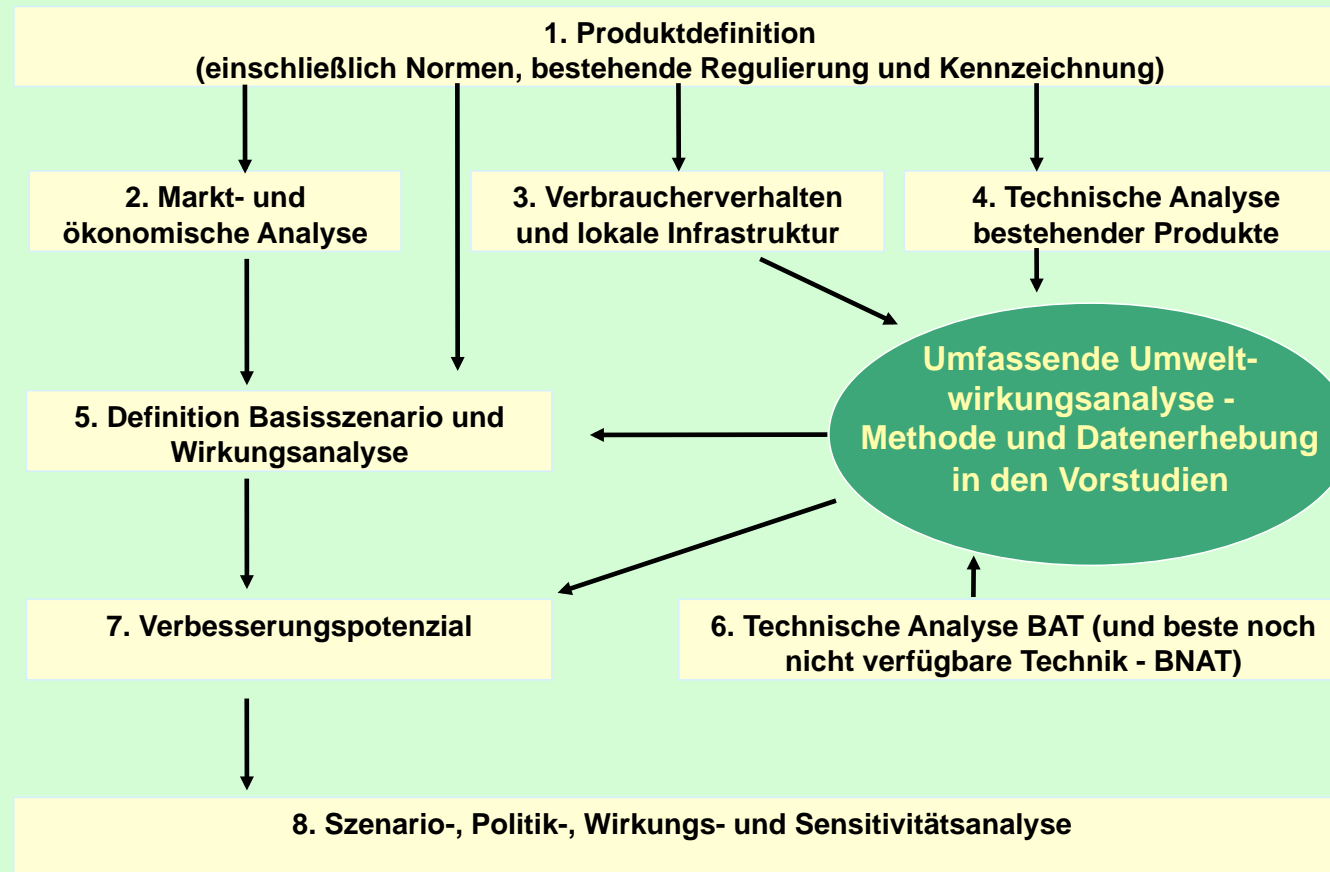 1. Produktdefinition
(einschließlich Normen, bestehende Regulierung und Kennzeichnung)
2. Markt- und
ökonomische Analyse
3. Verbraucherverhalten
und lokale Infrastruktur
4. Technische Analyse
bestehender Produkte
Umfassende Umwelt-
wirkungsanalyse -
Methode und Datenerhebung
in den Vorstudien
5. Definition Basisszenario und
Wirkungsanalyse
7. Verbesserungspotenzial
6. Technische Analyse BAT (und beste noch
nicht verfügbare Technik - BNAT)
8. Szenario-, Politik-, Wirkungs- und Sensitivitätsanalyse